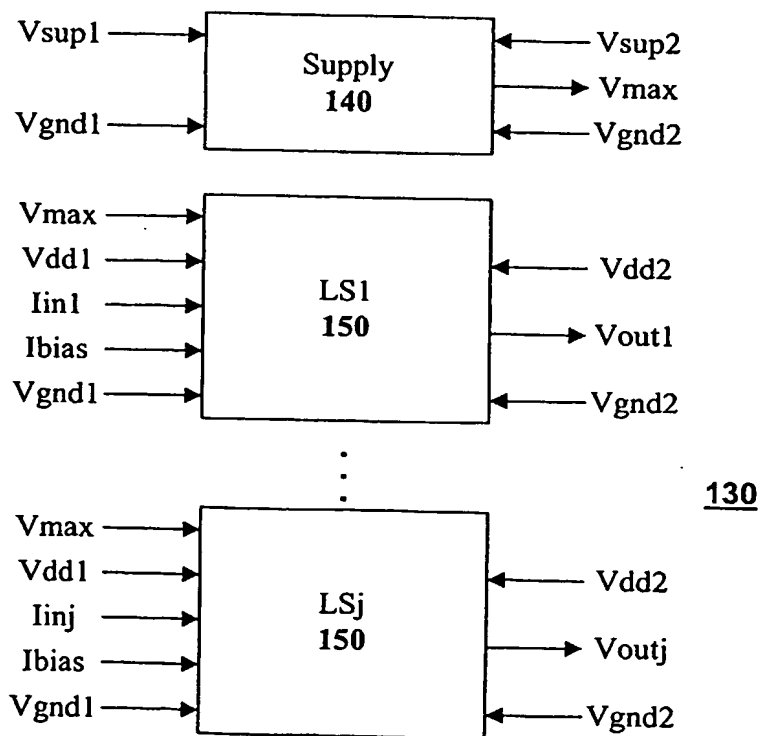 Vsup1
Supply
140
Vsup2
Vmax
Vgnd1
Vgnd2
Vmax
Vdd1
Iin1
Ibias
Vgnd1
LS1
150
Vdd2
Vout1
Vgnd2
130
Vmax
Vdd1
Iinj
Ibias
Vgnd1
LSj
150
Vdd2
Voutj
Vgnd2